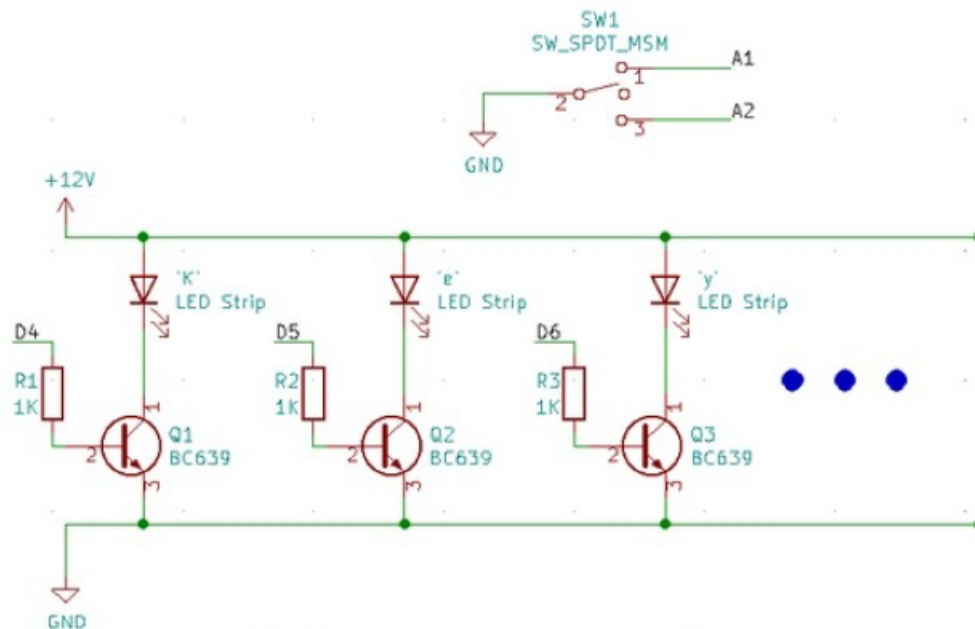 SW1
SW_SPDT_MSM
A1
1
2
A2
3
GND
+12V
'K'
LED Strip
'e'
LED Strip
'y'
LED Strip
D4
D5
D6
R1
1K
R2
1K
R3
1K
1
1
1
Q1
BC639
Q2
BC639
Q3
BC639
2
2
2
3
3
3
GND